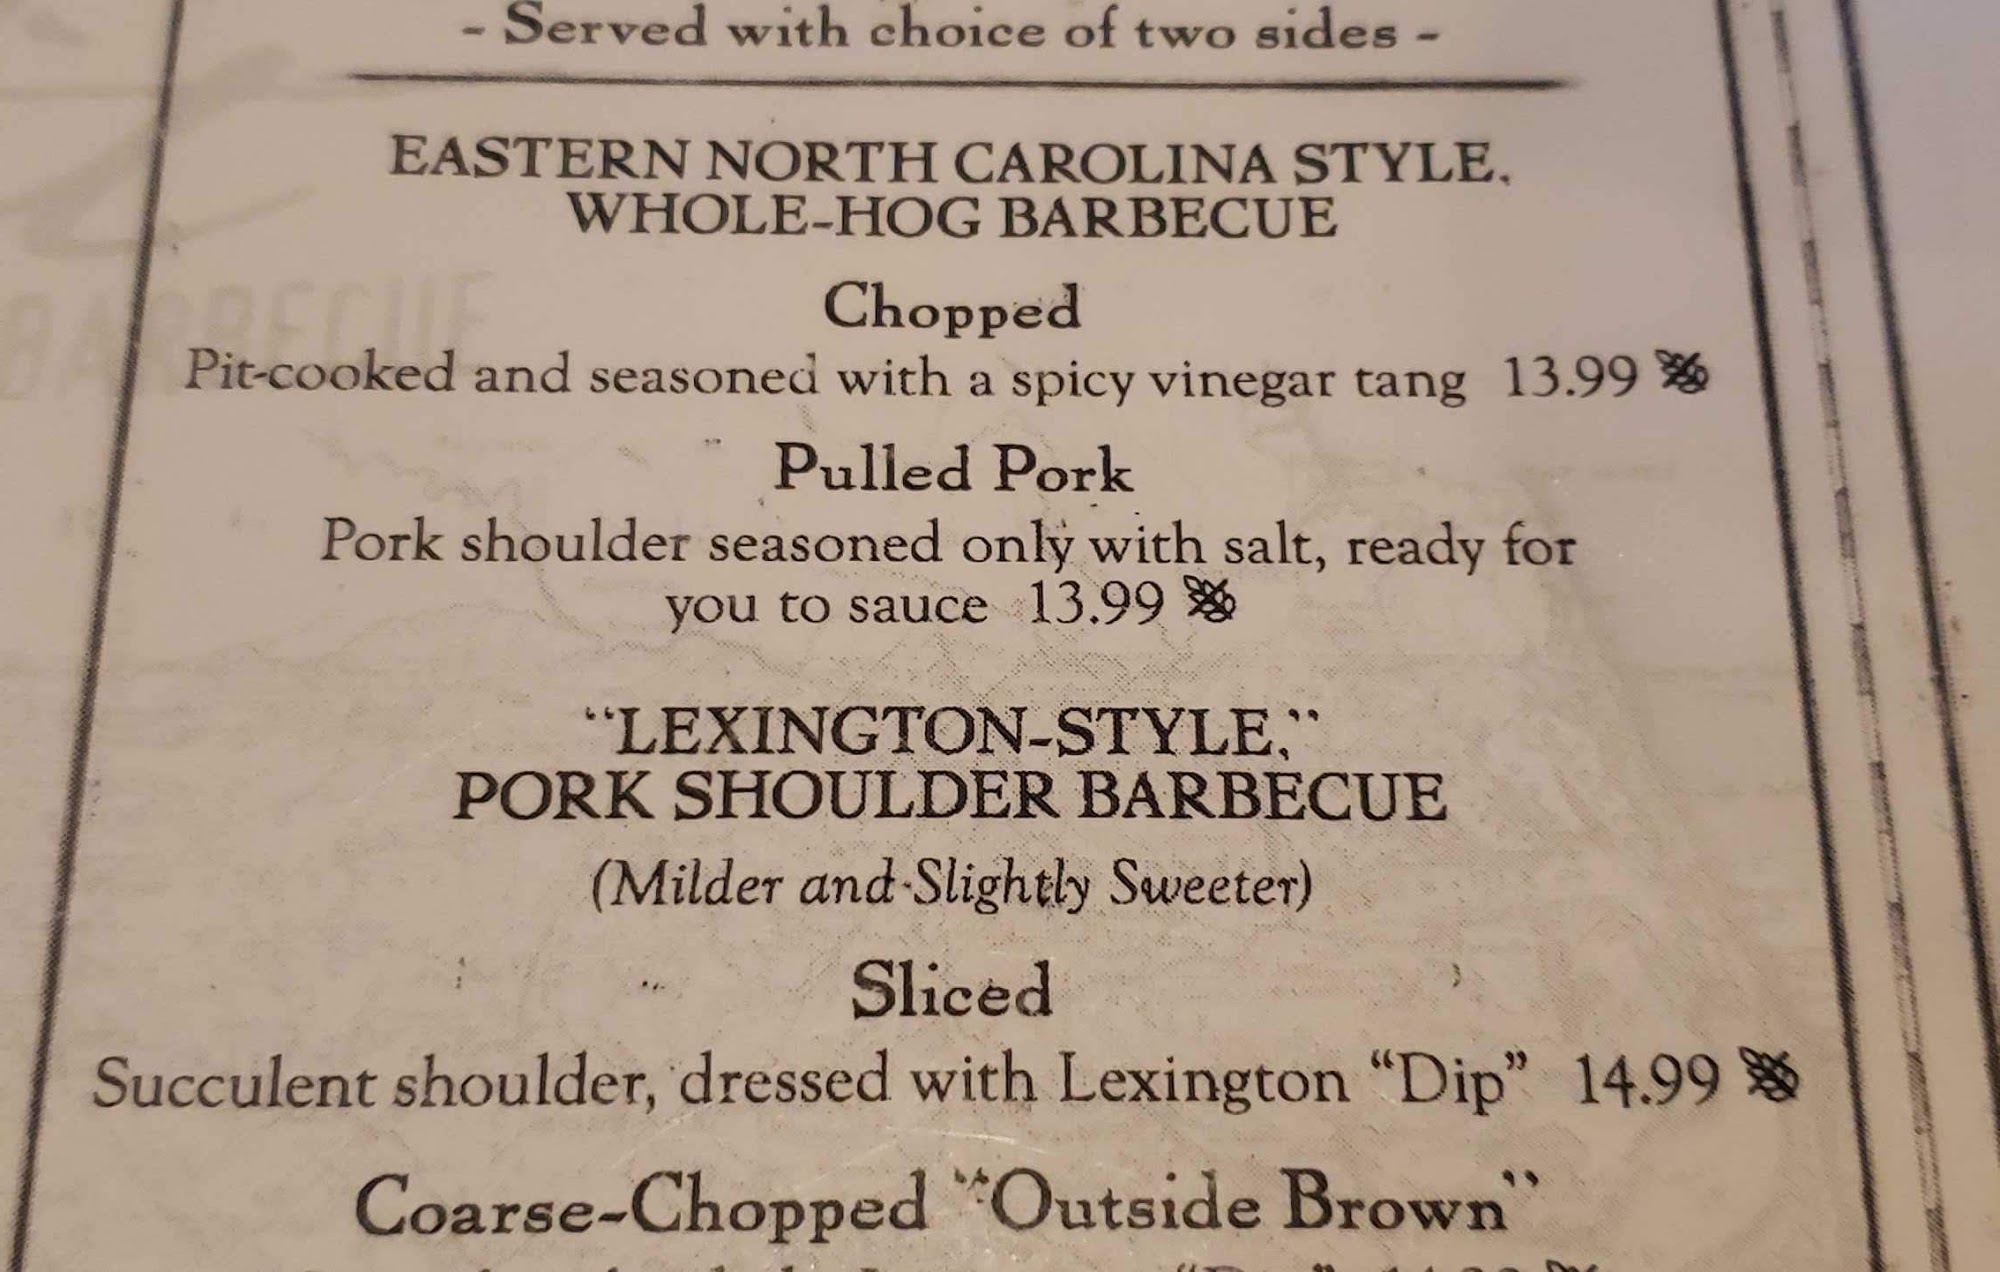 - Served with choice of two sides -
EASTERN NORTH CAROLINA STYLE,
WHOLE-HOG BARBECUE
Chopped
Pit-cooked and seasoned with a spicy vinegar tang 13.99
Pulled Pork
Pork shoulder seasoned only with salt, ready for
you to sauce 13.99
"LEXINGTON-STYLE,"
PORK SHOULDER BARBECUE
(Milder and Slightly Sweeter)
Sliced
Succulent shoulder, dressed with Lexington “Dip” 14.99
Coarse-Chopped "Outside Brown"
BARBECUE